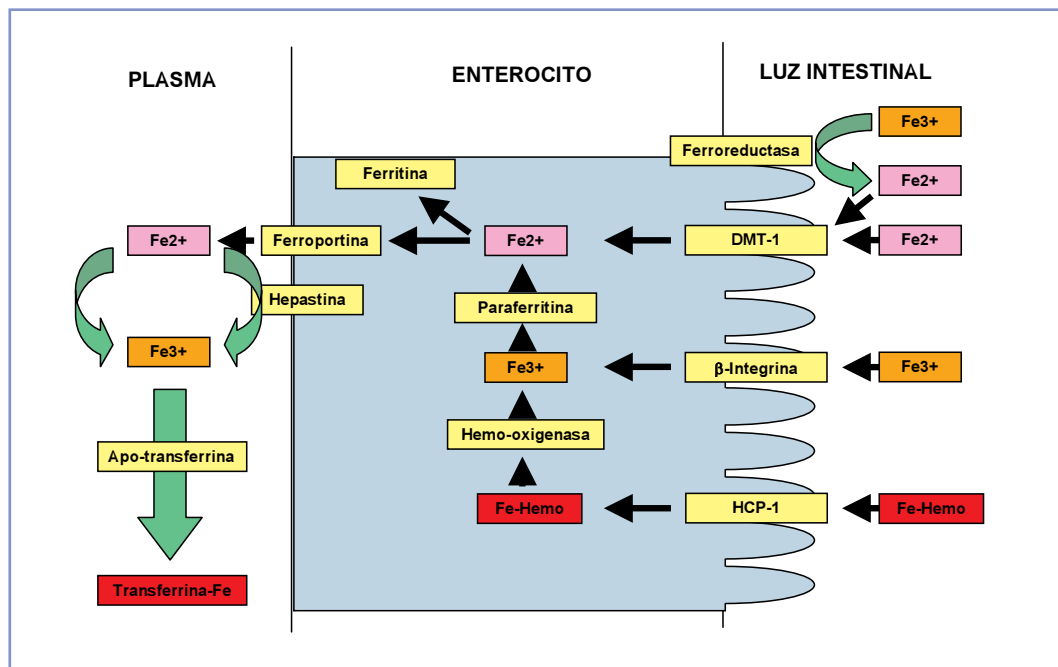 PLASMA
ENTEROCITO
LUZ INTESTINAL
Fe3+
Ferroreductasa
Ferritina
Fe2+
Fe2+
Ferroportina
Fe2+
DMT-1
Fe2+
Hepastina
Paraferritina
Fe3+
Fe3+
β-Integrina
Fe3+
Apo-transferrina
Hemo-oxigenasa
Fe-Hemo
HCP-1
Fe-Hemo
Transferrina-Fe